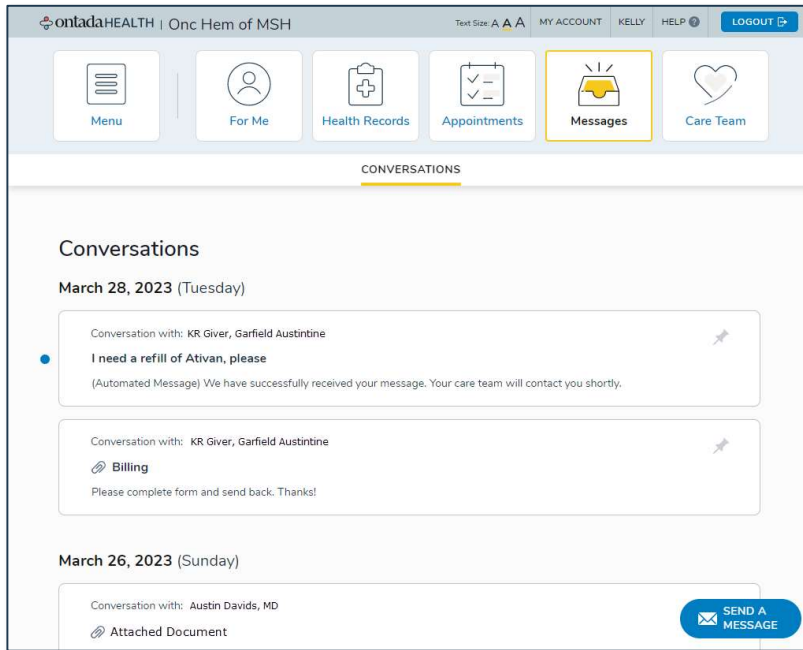 ontada HEALTH | Onc Hem of MSH
Text Size: A A A MY ACCOUNT KELLY HELP ? LOGOUT
Menu For Me Health Records Appointments Messages Care Team
CONVERSATIONS
Conversations
March 28, 2023 (Tuesday)
Conversation with: KR Giver, Garfield Austintine
I need a refill of Ativan, please
(Automated Message) We have successfully received your message. Your care team will contact you shortly.
Conversation with: KR Giver, Garfield Austintine
Billing
Please complete form and send back. Thanks!
March 26, 2023 (Sunday)
Conversation with: Austin Davids, MD
Attached Document
SEND A
MESSAGE